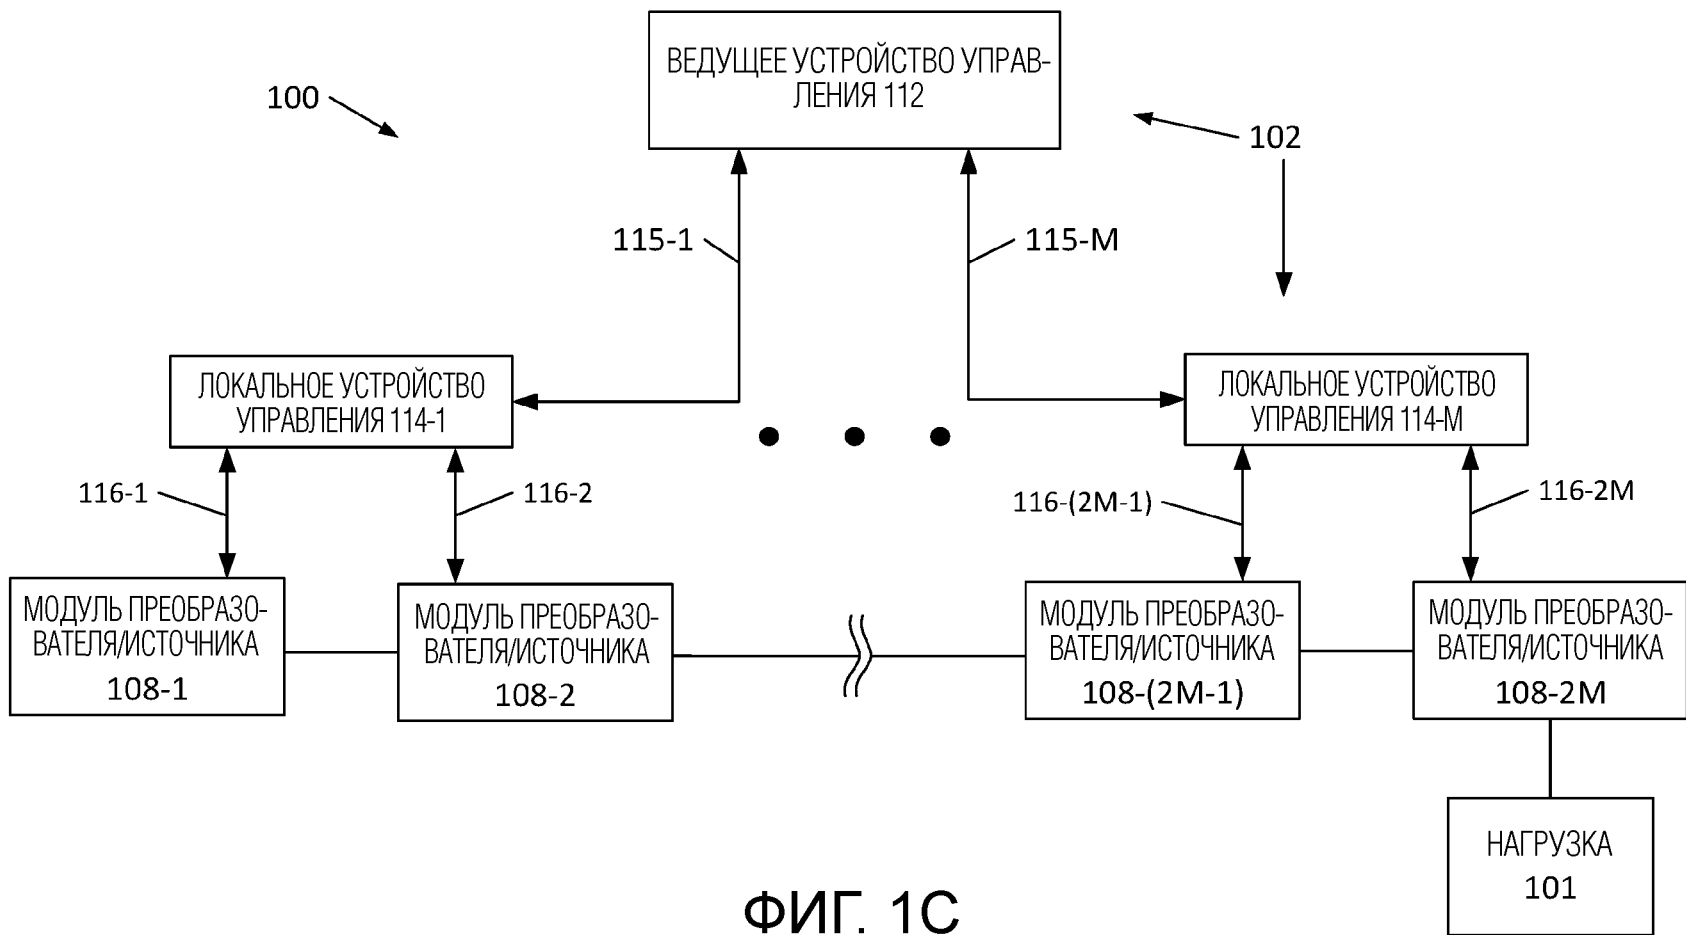 ВЕДУЩЕЕ УСТРОЙСТВО УПРАВ-
ЛЕНИЯ 112
100
102
115-1
115-M
ЛОКАЛЬНОЕ УСТРОЙСТВО
УПРАВЛЕНИЯ 114-1
ЛОКАЛЬНОЕ УСТРОЙСТВО
УПРАВЛЕНИЯ 114-M
116-1
116-2
116-(2M-1)
116-2M
МОДУЛЬ ПРЕОБРАЗО-
ВАТЕЛЯ/ИСТОЧНИКА
108-1
МОДУЛЬ ПРЕОБРАЗО-
ВАТЕЛЯ/ИСТОЧНИКА
108-2
МОДУЛЬ ПРЕОБРАЗО-
ВАТЕЛЯ/ИСТОЧНИКА
108-(2M-1)
МОДУЛЬ ПРЕОБРАЗО-
ВАТЕЛЯ/ИСТОЧНИКА
108-2M
НАГРУЗКА
101
ФИГ. 1C